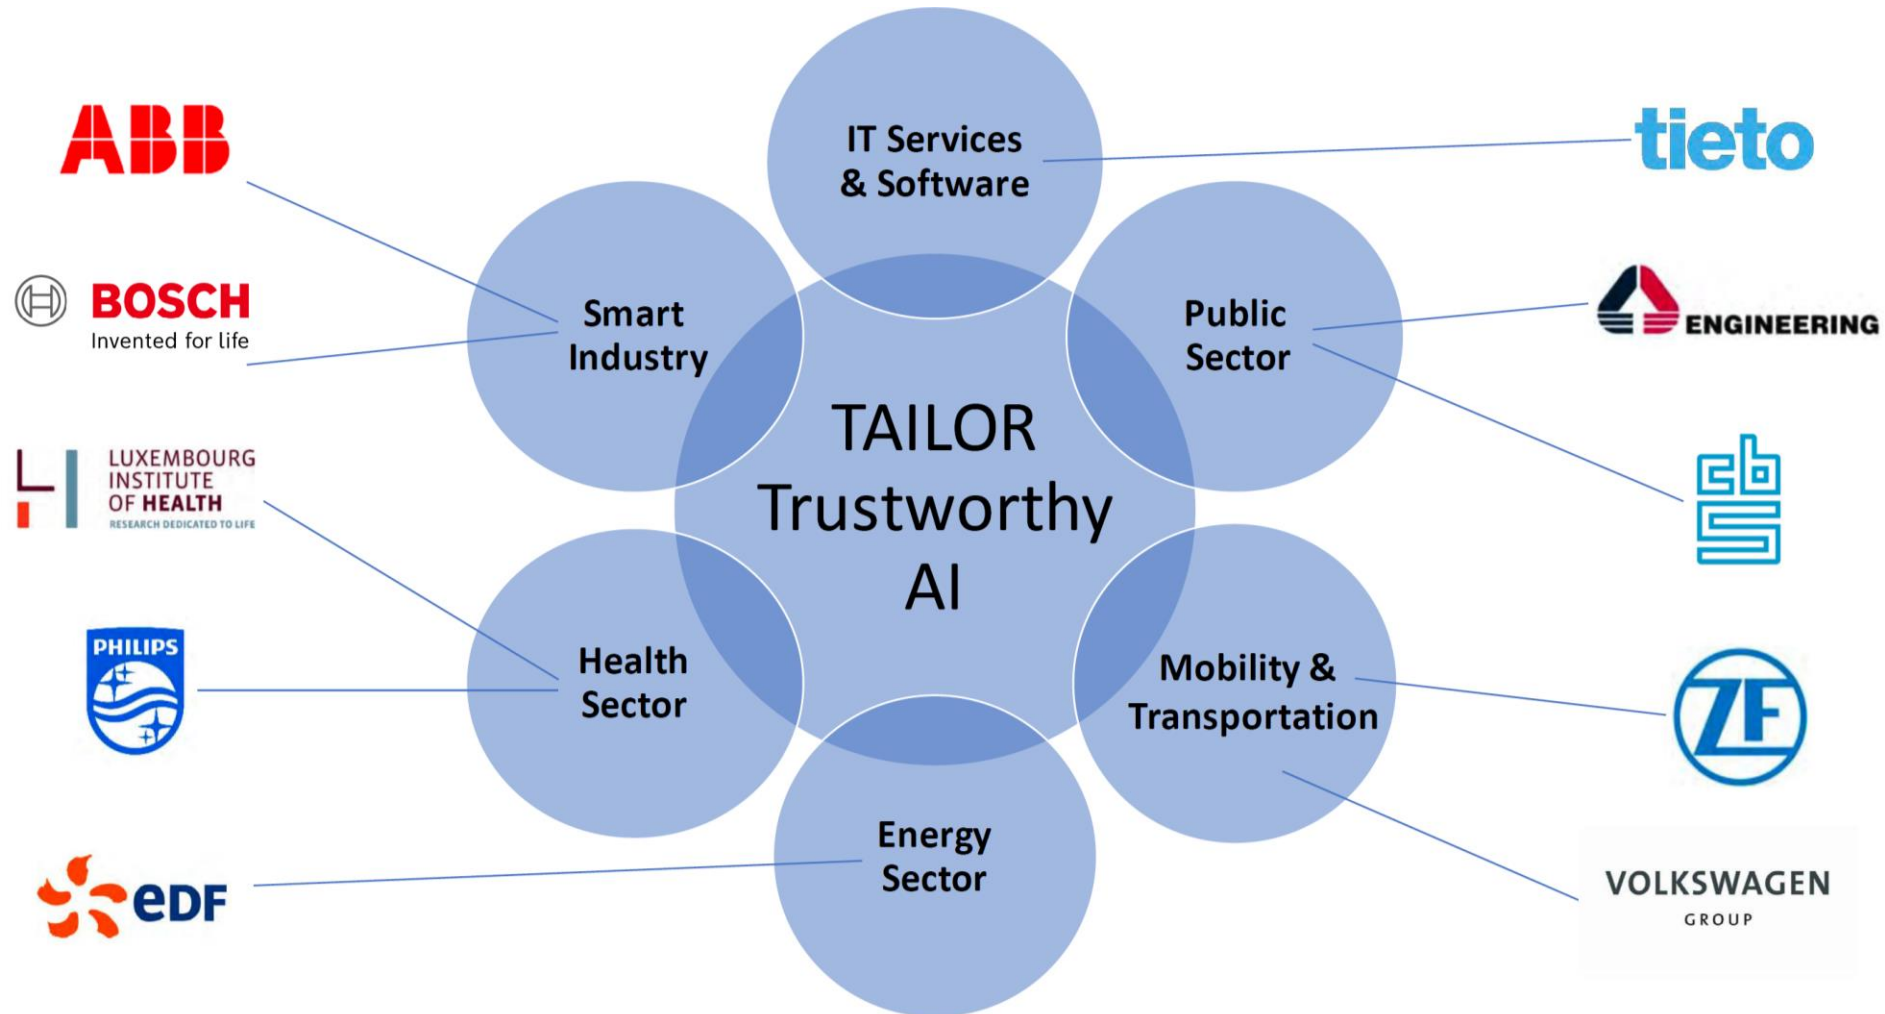 ABB
BOSCH
Invented for life
LUXEMBOURG
INSTITUTE
OF HEALTH
RESEARCH DEDICATED TO LIFE
PHILIPS
eDF
IT Services
& Software
Smart
Industry
Public
Sector
TAILOR
Trustworthy
AI
Health
Sector
Mobility &
Transportation
Energy
Sector
tieto
ENGINEERING
cbs
ZF
VOLKSWAGEN
GROUP